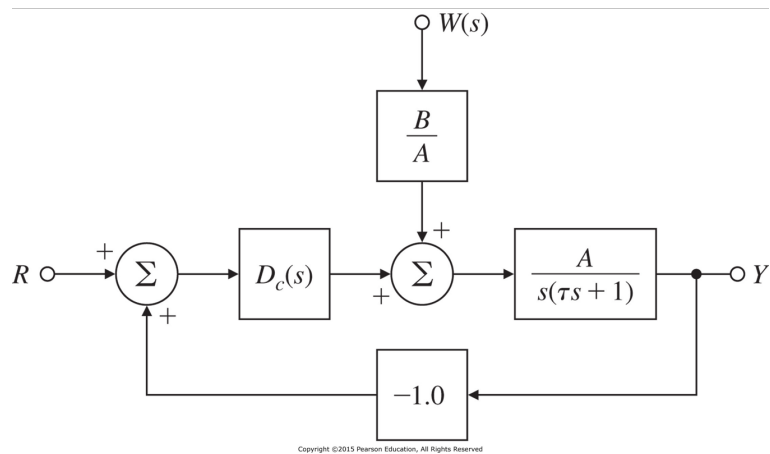 W(s)
B
A
+
+
R
Σ
D_c(s)
Σ
A
s(τs + 1)
Y
+
+
−1.0
Copyright ©2015 Pearson Education, All Rights Reserved